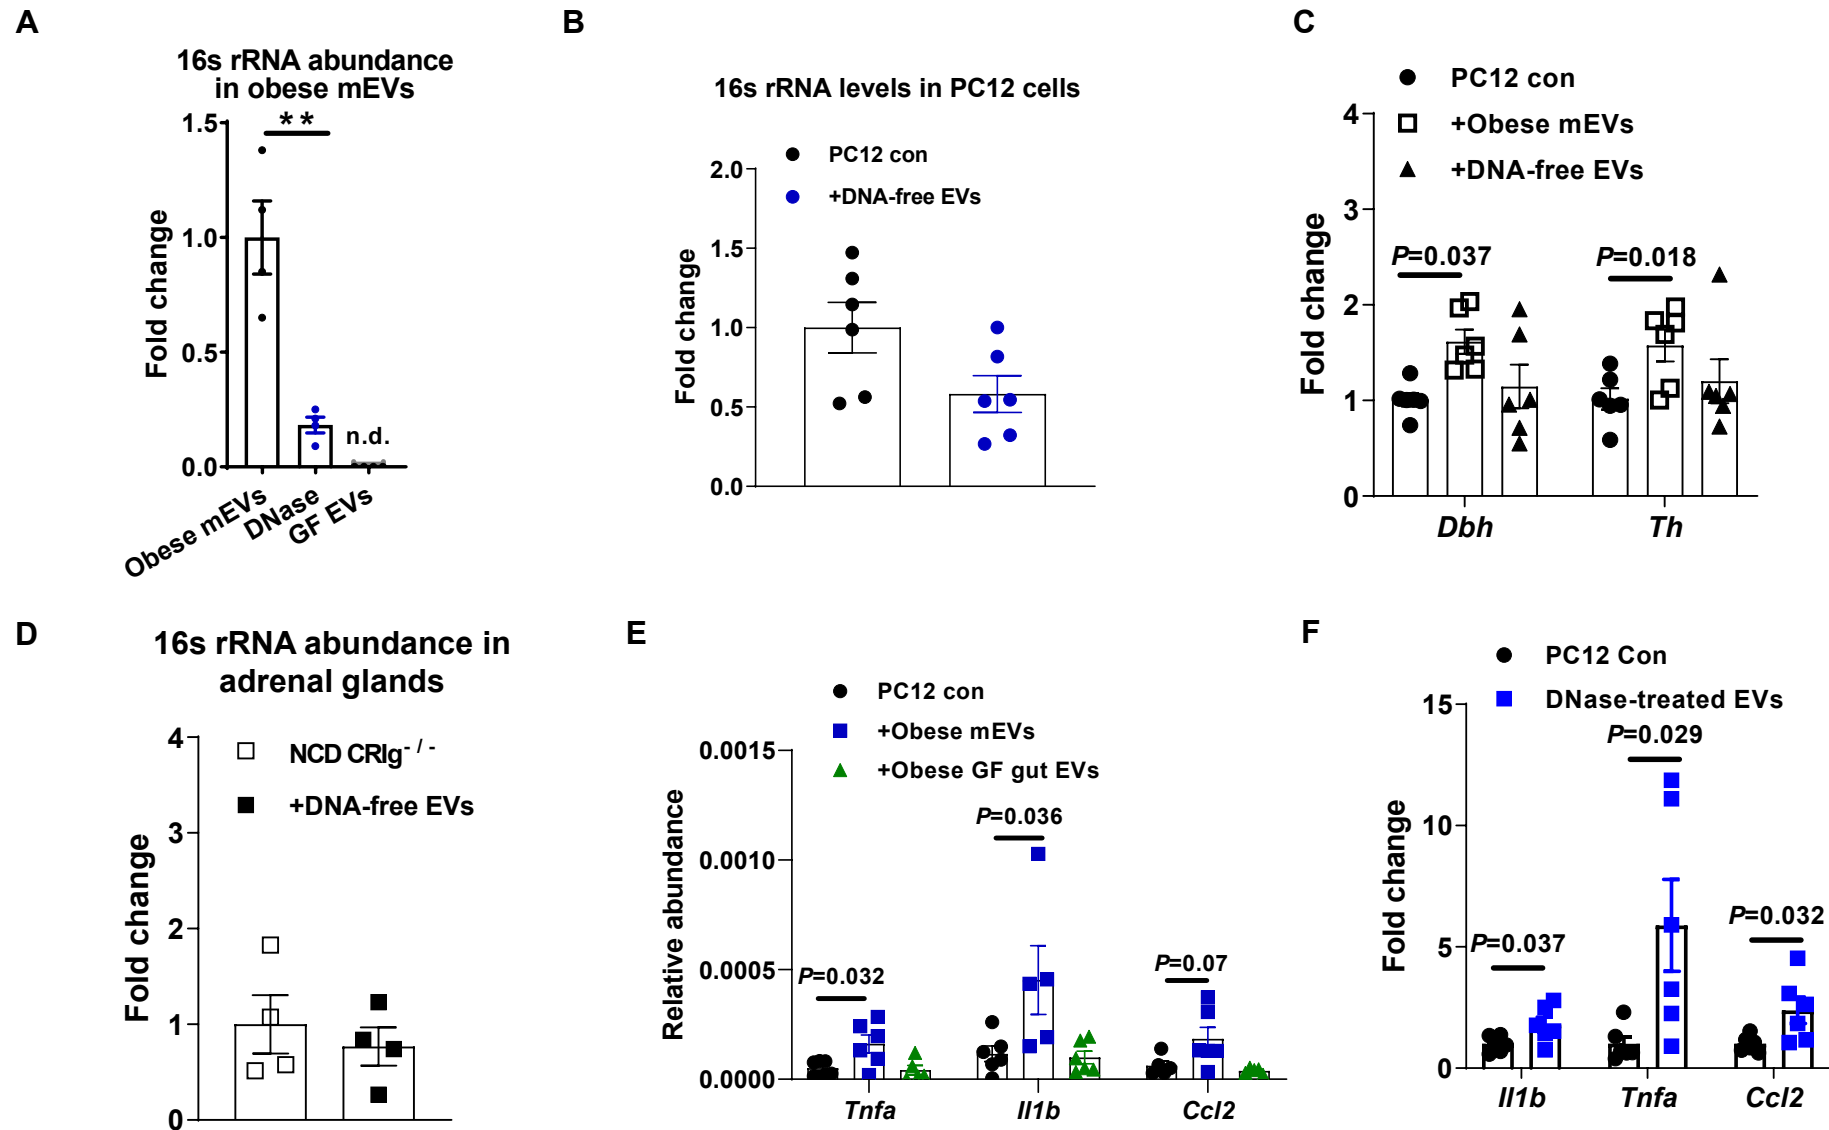 A
16s rRNA abundance
in obese mEVs
**
1.5
1.0
0.5
0.0
Fold change
n.d.
Obese mEVs
DNase
GF EVs
B
16s rRNA levels in PC12 cells
PC12 con
+DNA-free EVs
2.0
1.5
1.0
0.5
0.0
Fold change
C
PC12 con
+Obese mEVs
+DNA-free EVs
4
3
2
1
0
Fold change
P=0.037
P=0.018
Dbh
Th
D
16s rRNA abundance in
adrenal glands
NCD CRIg-/-
+DNA-free EVs
4
3
2
1
0
Fold change
E
PC12 con
+Obese mEVs
+Obese GF gut EVs
0.0015
0.0010
0.0005
0.0000
Relative abundance
P=0.032
P=0.036
P=0.07
Tnfa
Il1b
Ccl2
F
PC12 Con
DNase-treated EVs
15
10
5
0
Fold change
P=0.037
P=0.029
P=0.032
Il1b
Tnfa
Ccl2